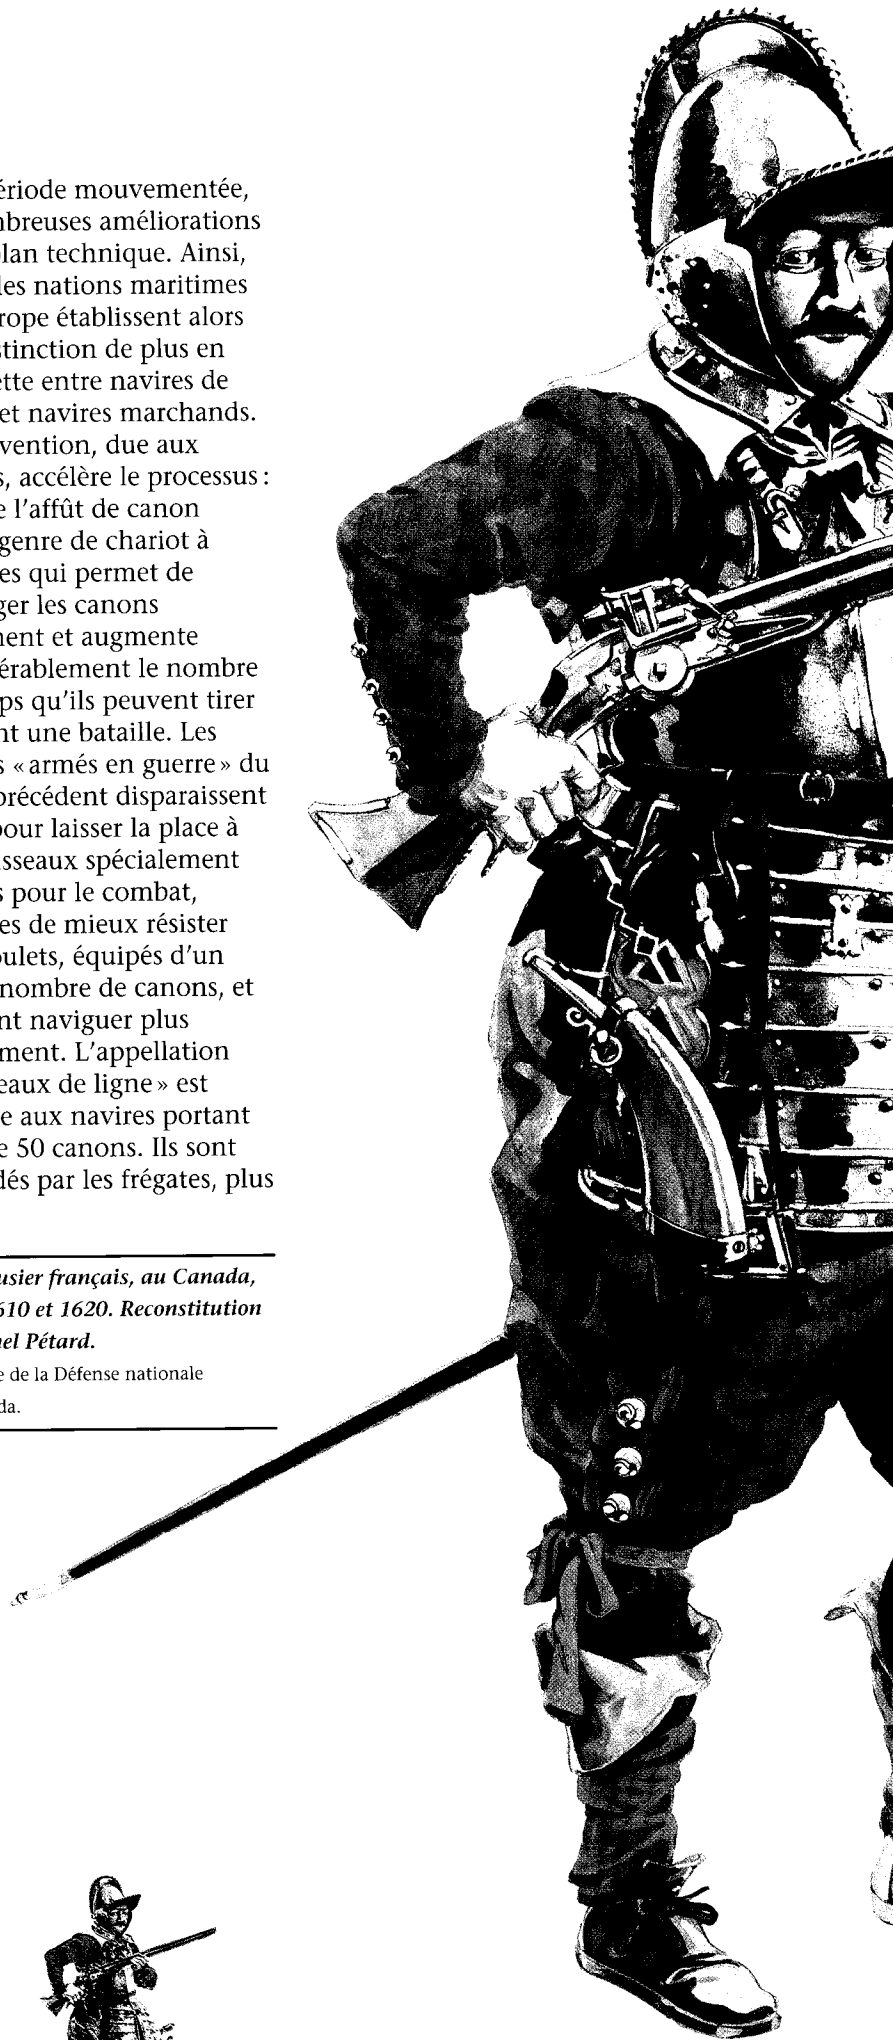 ériode mouvementée,
nbreuses améliorations
plan technique. Ainsi,
les nations maritimes
rope établissent alors
stinction de plus en
ette entre navires de
et navires marchands.
vention, due aux
s, accélère le processus :
e l’affût de canon
genre de chariot à
es qui permet de
ger les canons
ment et augmente
érablement le nombre
ps qu’ils peuvent tirer
nt une bataille. Les
s « armés en guerre » du
précédent disparaissent
pour laisser la place à
isseaux spécialement
s pour le combat,
es de mieux résister
oulets, équipés d’un
nombre de canons, et
nt naviguer plus
ment. L’appellation
eaux de ligne » est
e aux navires portant
e 50 canons. Ils sont
dés par les frégates, plus
usier français, au Canada,
610 et 1620. Reconstitution
el Pétard.
e de la Défense nationale
da.